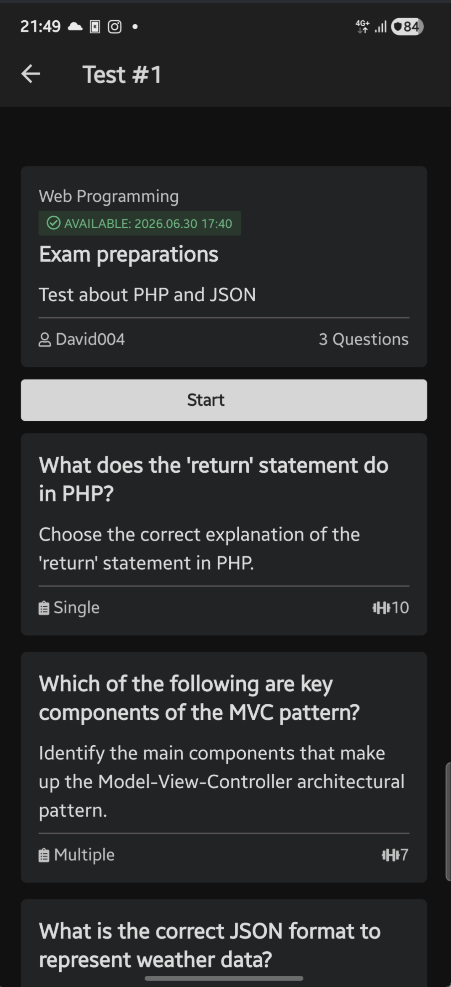 21:49
4G+
84
Test #1
Web Programming
AVAILABLE: 2026.06.30 17:40
Exam preparations
Test about PHP and JSON
David004
3 Questions
Start
What does the 'return' statement do
in PHP?
Choose the correct explanation of the
'return' statement in PHP.
Single
10
Which of the following are key
components of the MVC pattern?
Identify the main components that make
up the Model-View-Controller architectural
pattern.
Multiple
7
What is the correct JSON format to
represent weather data?